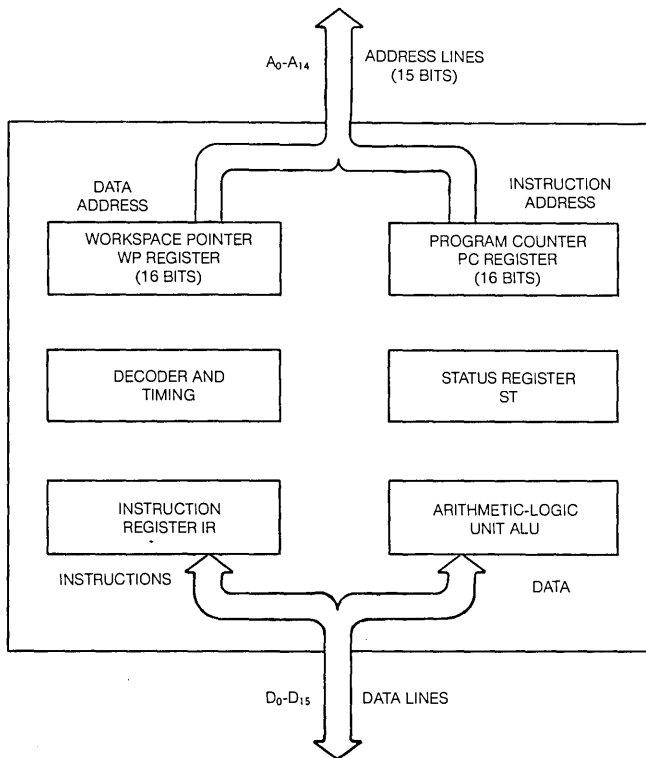 A₀-A₁₄
ADDRESS LINES
(15 BITS)
DATA
ADDRESS
INSTRUCTION
ADDRESS
WORKSPACE POINTER
WP REGISTER
(16 BITS)
PROGRAM COUNTER
PC REGISTER
(16 BITS)
DECODER AND
TIMING
STATUS REGISTER
ST
INSTRUCTION
REGISTER IR
ARITHMETIC-LOGIC
UNIT ALU
INSTRUCTIONS
DATA
D₀-D₁₅
DATA LINES